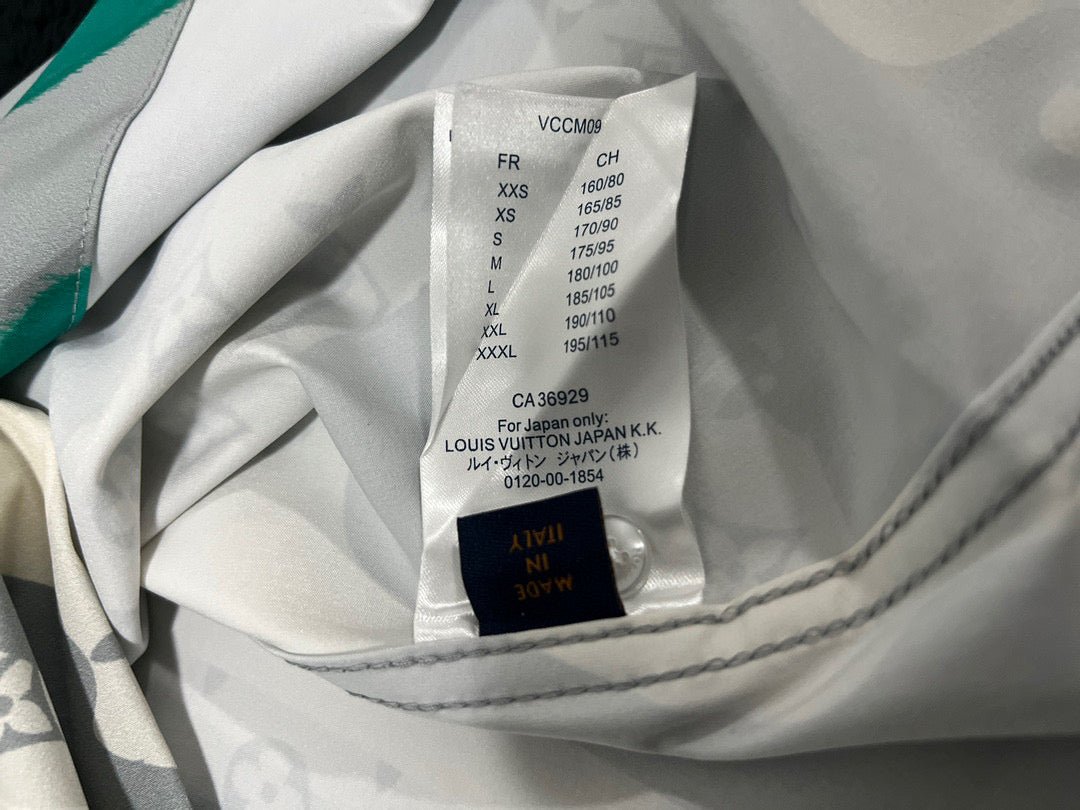 VCCM09
FR CH
XXS 160/80
XS 165/85
S 170/90
M 175/95
L 180/100
XL 185/105
XXL 190/110
XXXL 195/115
CA 36929
For Japan only:
LOUIS VUITTON JAPAN K.K.
ルイ・ヴィトン ジャパン(株)
0120-00-1854
MADE
IN
ITALY